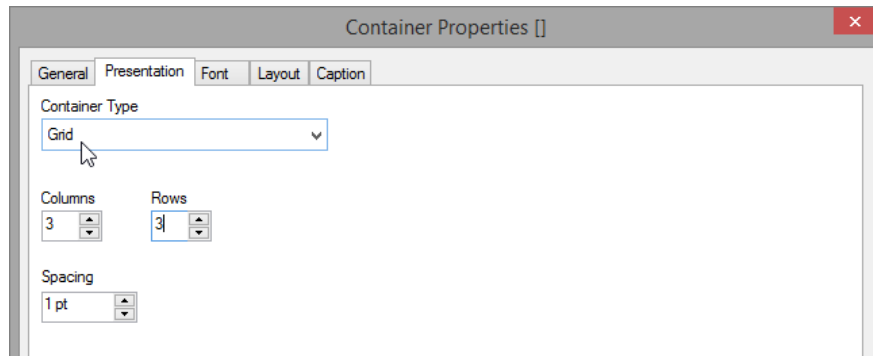 Container Properties []
General Presentation Font Layout Caption
Container Type
Grid
Columns Rows
3 3
Spacing
1 pt